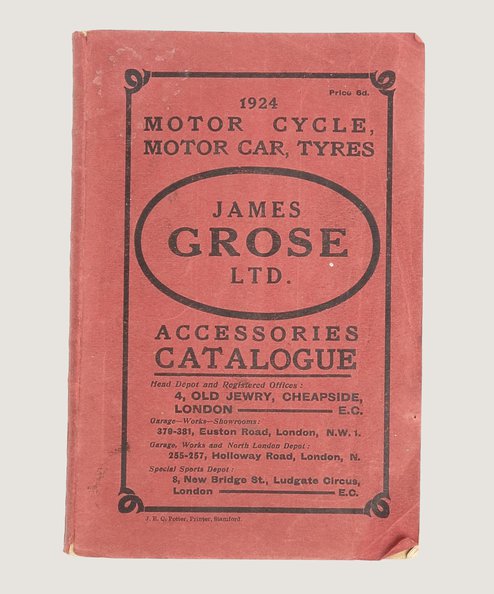 Price 6d.
1924
MOTOR CYCLE,
MOTOR CAR, TYRES
JAMES
GROSE
LTD.
ACCESSORIES
CATALOGUE
Head Depot and Registered Offices:
4, OLD JEWRY, CHEAPSIDE,
LONDON — E.C.
Garage—Works—Showrooms:
379-381, Euston Road, London, N.W.1.
Garage, Works and North London Depot:
255-257, Holloway Road, London, N.
Special Sports Depot:
8, New Bridge St., Ludgate Circus,
London — E.C.
J. E. C. Potter, Printer, Stamford.